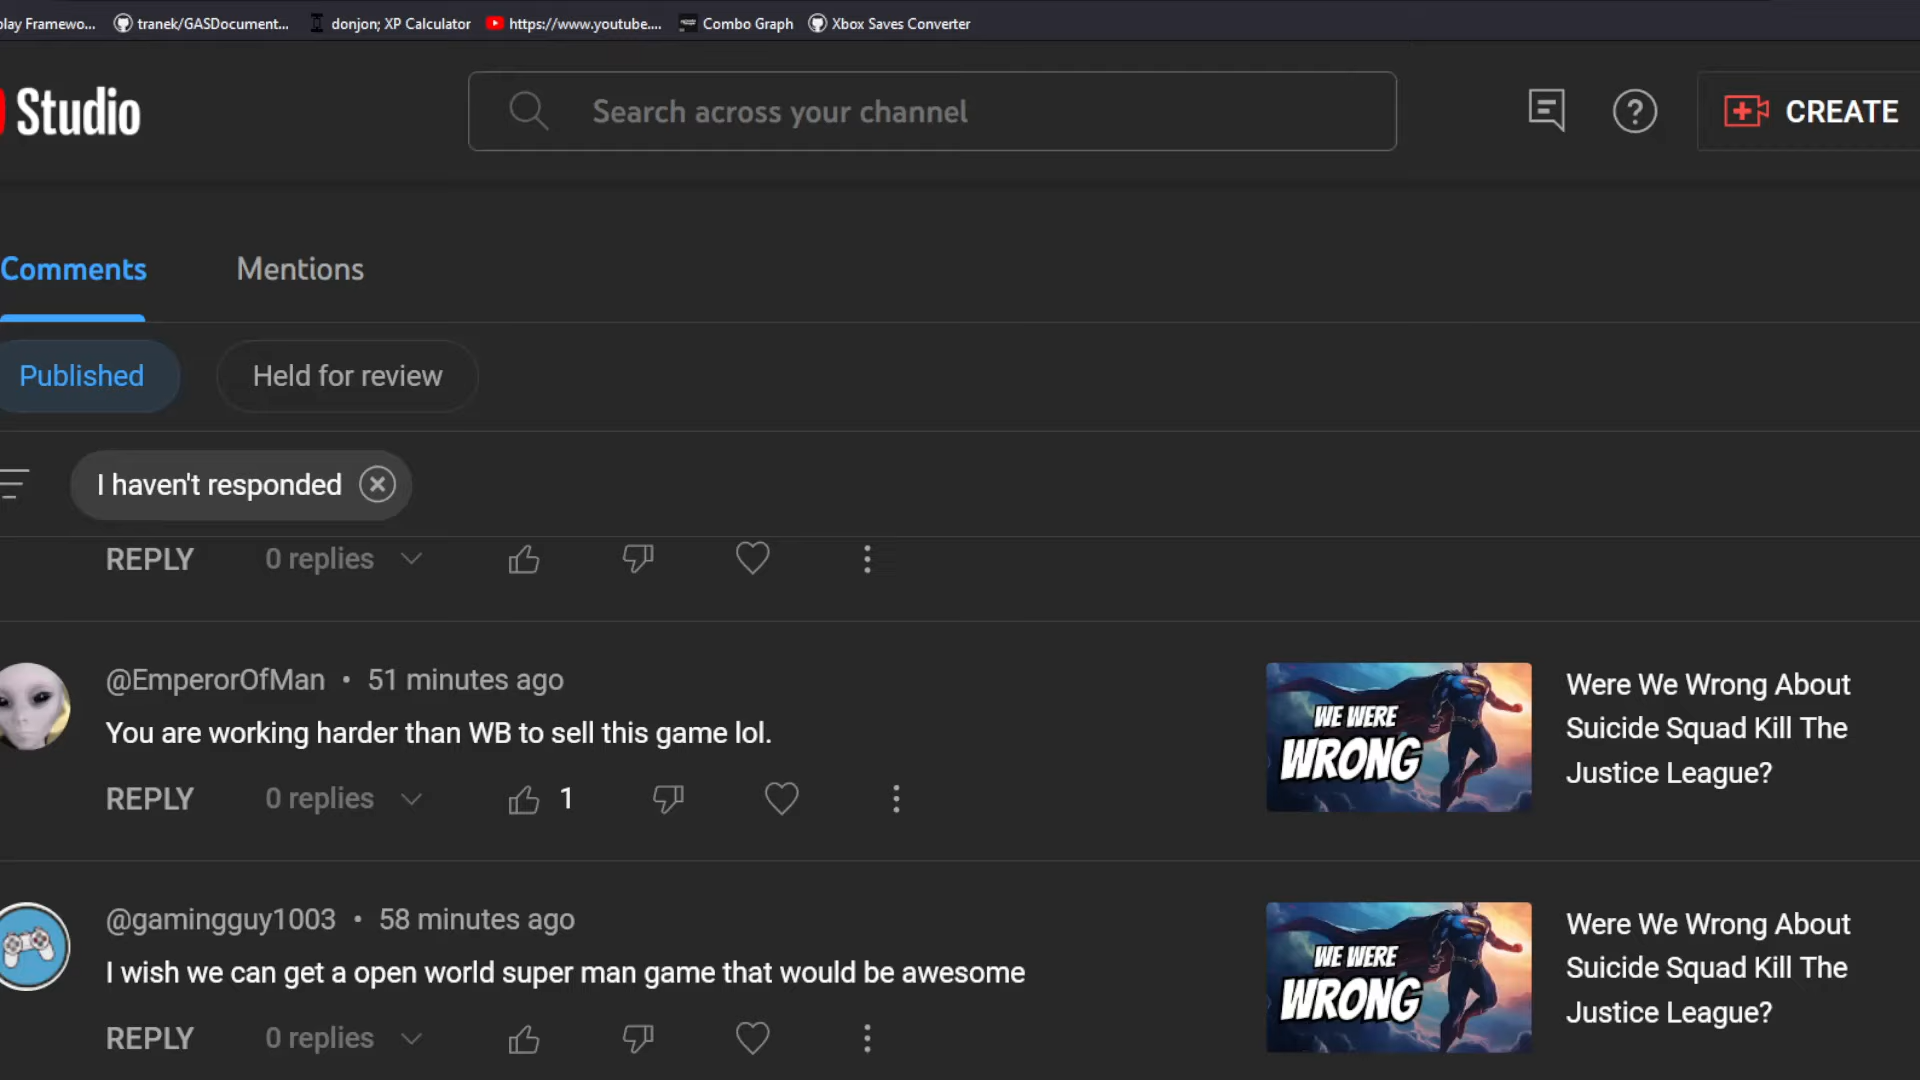 play Framewo... tranek/GASDocument... donjon; XP Calculator https://www.youtube.... Combo Graph Xbox Saves Converter
Studio Search across your channel ? CREATE
Comments Mentions
Published Held for review
I haven't responded
REPLY 0 replies
@EmperorOfMan • 51 minutes ago
You are working harder than WB to sell this game lol.
REPLY 0 replies 1
WE WERE
WRONG
Were We Wrong About
Suicide Squad Kill The
Justice League?
@gamingguy1003 • 58 minutes ago
I wish we can get a open world super man game that would be awesome
REPLY 0 replies
WE WERE
WRONG
Were We Wrong About
Suicide Squad Kill The
Justice League?